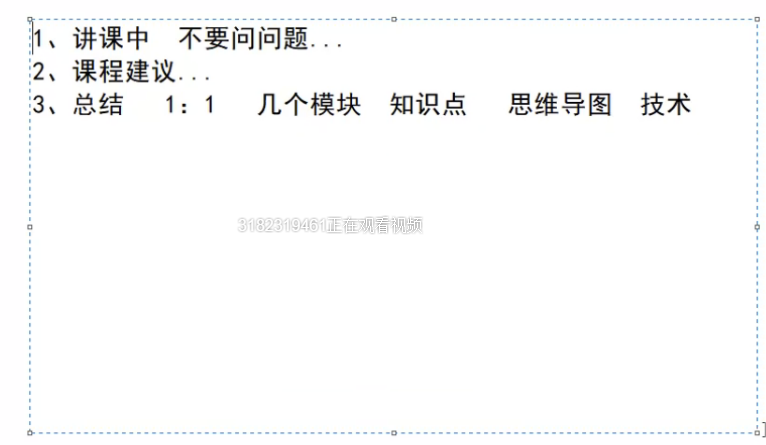 1、讲课中 不要问问题...
2、课程建议...
3、总结 1：1 几个模块 知识点 思维导图 技术
3182319461正在观看视频